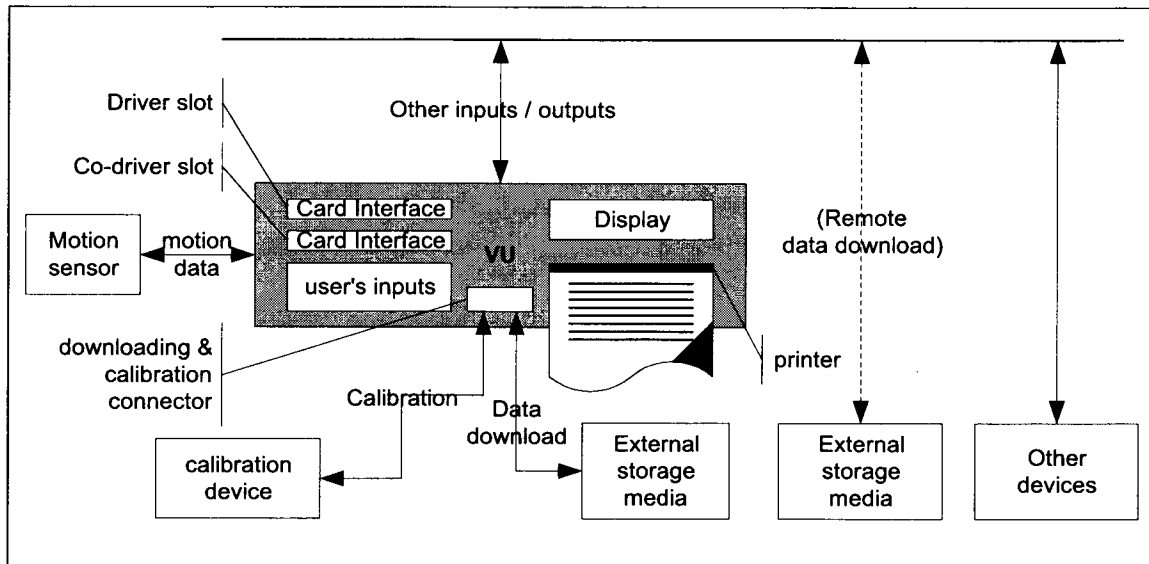 Driver slot
Other inputs / outputs
Co-driver slot
Card Interface
Card Interface
Display
VU
(Remote
data download)
Motion
sensor
motion
data
user's inputs
downloading &
calibration
connector
printer
Calibration
Data
download
calibration
device
External
storage
media
External
storage
media
Other
devices